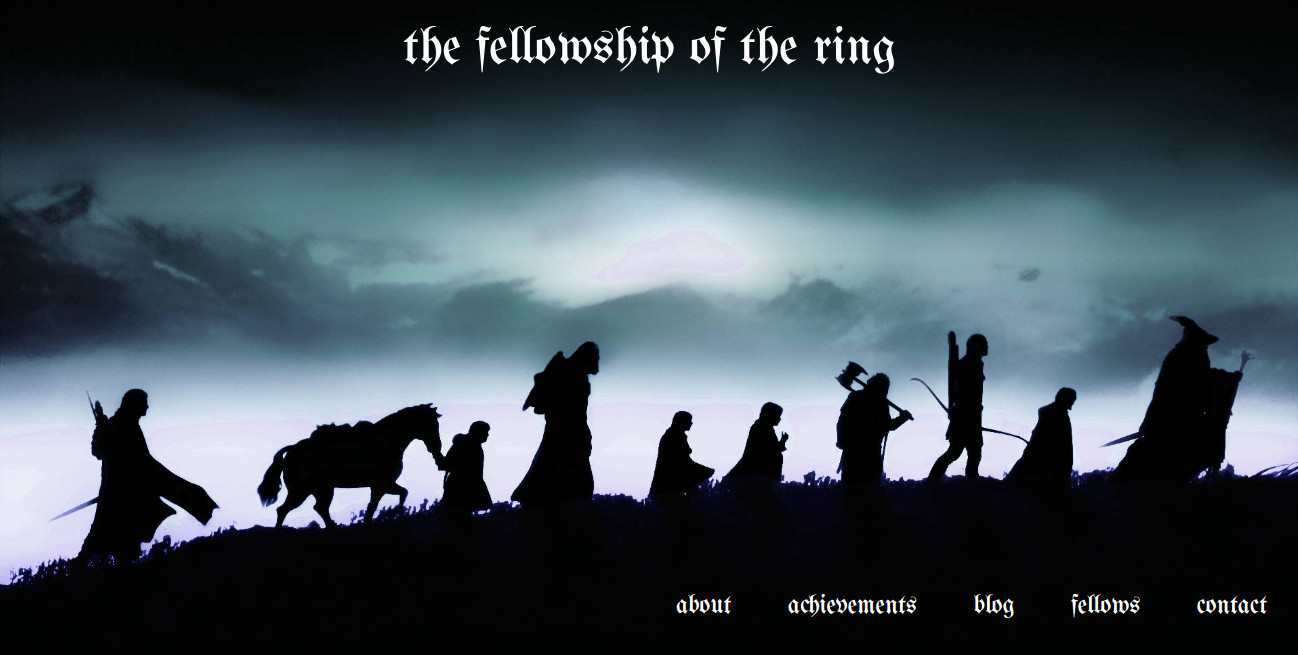 the fellowship of the ring
about achievements blog fellows contact